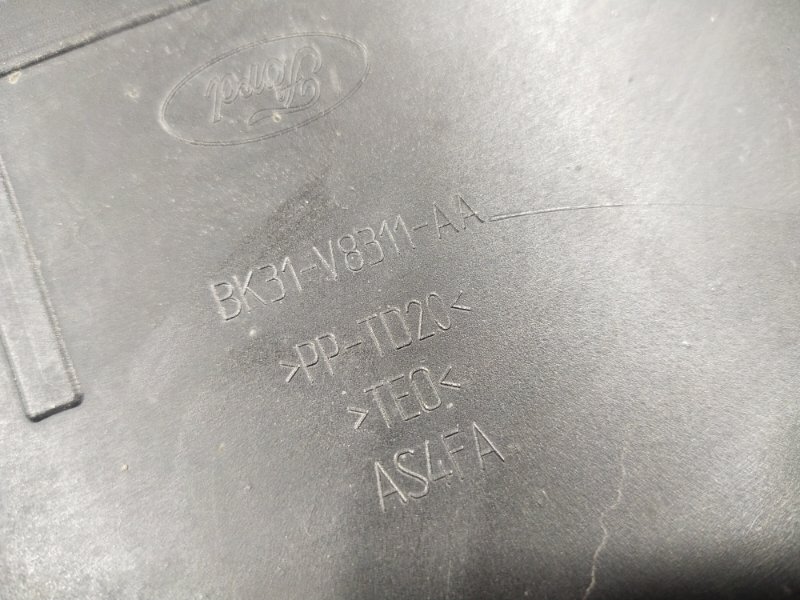 Ford
BK31-V8311-AA
>PP-TD20<
>TEO<
AS4FA